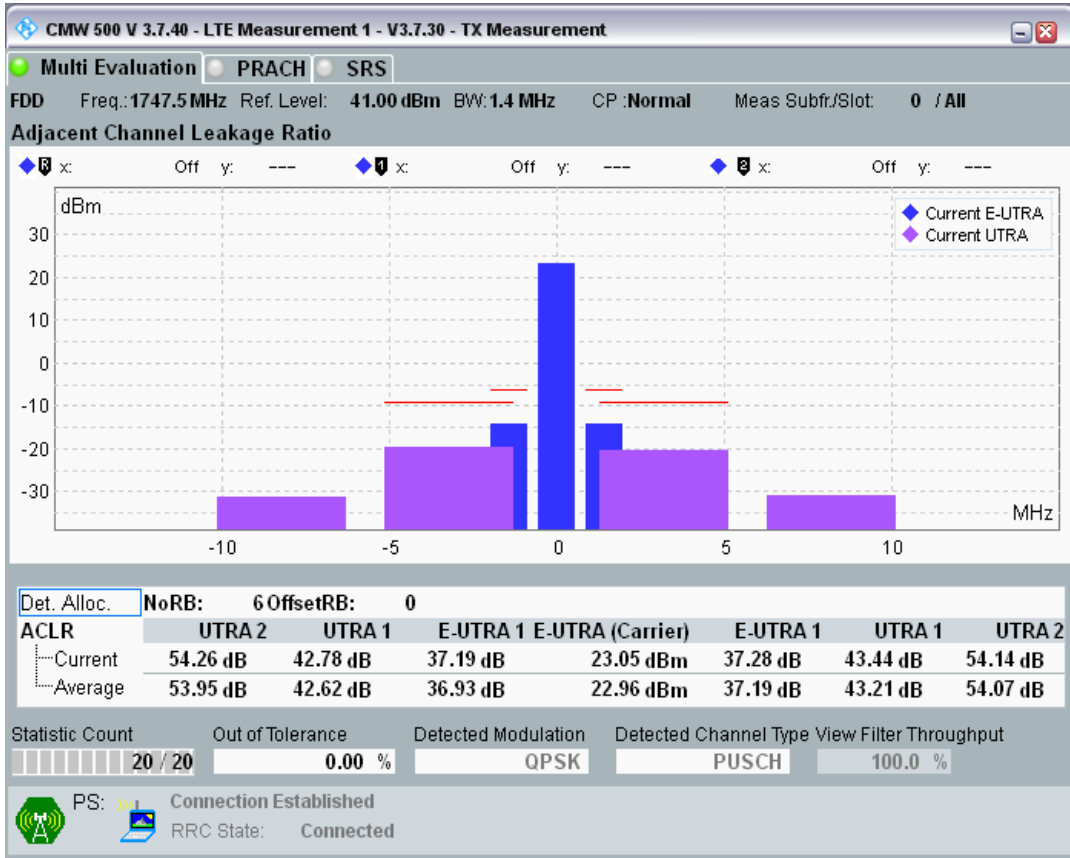 CMW 500 V 3.7.40 - LTE Measurement 1 - V3.7.30 - TX Measurement
Multi Evaluation PRACH SRS
FDD Freq.: 1747.5 MHz Ref. Level: 41.00 dBm BW: 1.4 MHz CP : Normal Meas Subfr./Slot: 0 / All
Adjacent Channel Leakage Ratio
R x: Off y: --- 1 x: Off y: --- 2 x: Off y: ---
dBm
Current E-UTRA
Current UTRA
30
20
10
0
-10
-20
-30
MHz
-10 -5 0 5 10
Det. Alloc. NoRB: 6 OffsetRB: 0
ACLR UTRA 2 UTRA 1 E-UTRA 1 E-UTRA (Carrier) E-UTRA 1 UTRA 1 UTRA 2
Current 54.26 dB 42.78 dB 37.19 dB 23.05 dBm 37.28 dB 43.44 dB 54.14 dB
Average 53.95 dB 42.62 dB 36.93 dB 22.96 dBm 37.19 dB 43.21 dB 54.07 dB
Statistic Count Out of Tolerance Detected Modulation Detected Channel Type View Filter Throughput
20 / 20 0.00 % QPSK PUSCH 100.0 %
PS: Connection Established
RRC State: Connected